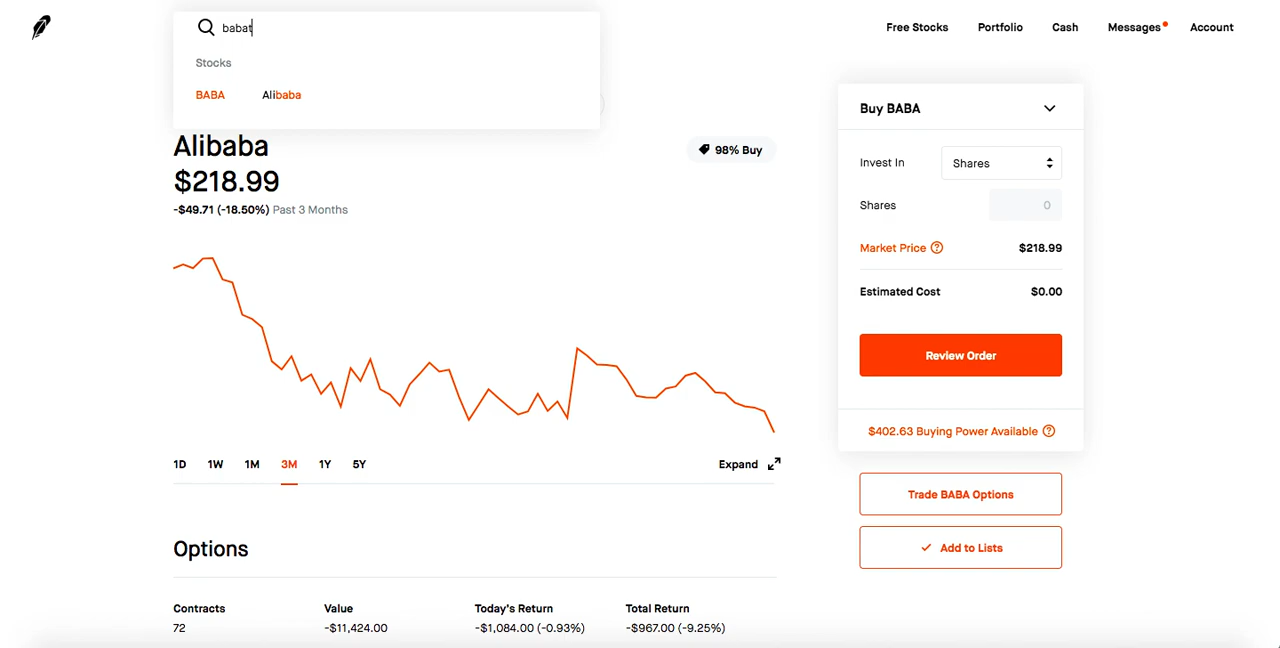 babat
Free Stocks Portfolio Cash Messages Account
Stocks
BABA Alibaba
Alibaba
98% Buy
$218.99
-$49.71 (-18.50%) Past 3 Months
Buy BABA
Invest In Shares
Shares 0
Market Price ? $218.99
Estimated Cost $0.00
Review Order
$402.63 Buying Power Available ?
1D 1W 1M 3M 1Y 5Y Expand
Trade BABA Options
Add to Lists
Options
Contracts Value Today's Return Total Return
72 -$11,424.00 -$1,084.00 (-0.93%) -$967.00 (-9.25%)